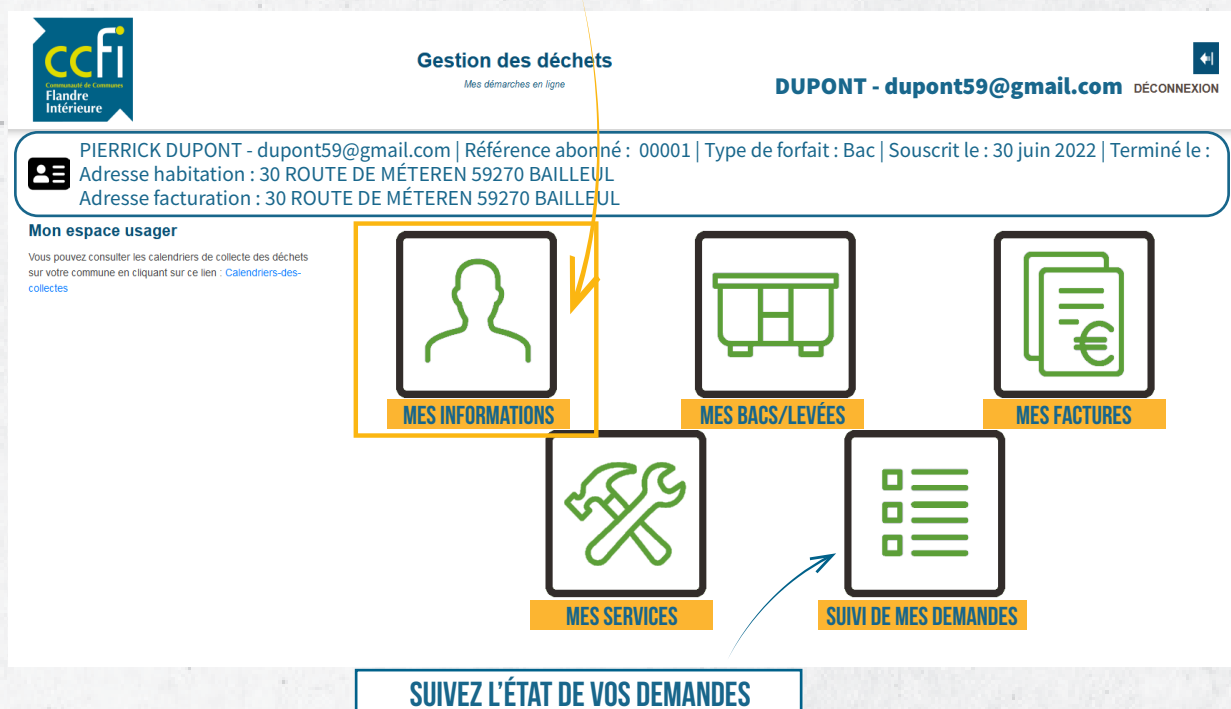 ccfi
Communauté de Communes
Flandre
Intérieure
Gestion des déchets
Mes démarches en ligne
DUPONT - dupont59@gmail.com
DÉCONNEXION
PIERRICK DUPONT - dupont59@gmail.com | Référence abonné : 00001 | Type de forfait : Bac | Souscrit le : 30 juin 2022 | Terminé le :
Adresse habitation : 30 ROUTE DE MÉTEREN 59270 BAILLEUL
Adresse facturation : 30 ROUTE DE MÉTEREN 59270 BAILLEUL
Mon espace usager
Vous pouvez consulter les calendriers de collecte des déchets
sur votre commune en cliquant sur ce lien : Calendriers-des-
collectes
€
MES INFORMATIONS
MES BACS/LEVÉES
MES FACTURES
MES SERVICES
SUIVI DE MES DEMANDES
SUIVEZ L'ÉTAT DE VOS DEMANDES